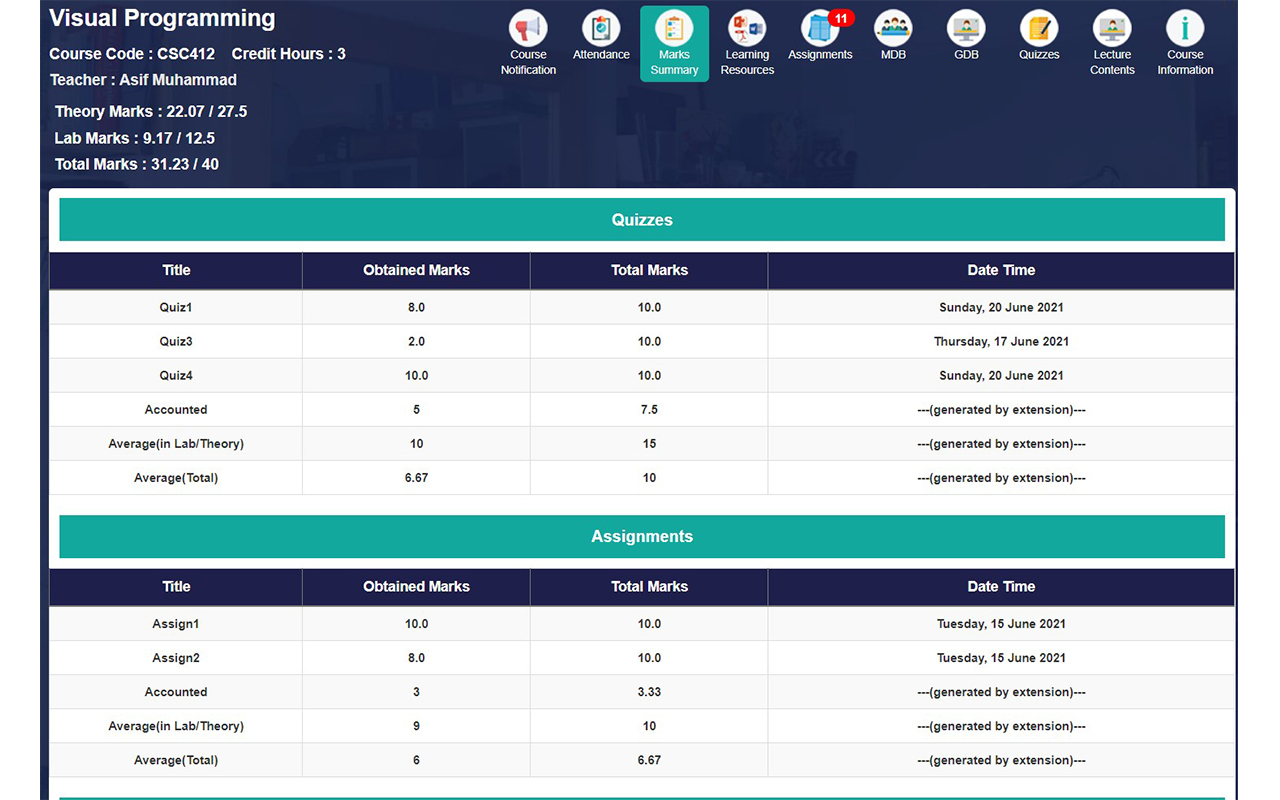 Visual Programming
Course Code : CSC412 Credit Hours : 3
Teacher : Asif Muhammad
Theory Marks : 22.07 / 27.5
Lab Marks : 9.17 / 12.5
Total Marks : 31.23 / 40
Course Notification
Attendance
Marks Summary
Learning Resources
11
Assignments
MDB
GDB
Quizzes
Lecture Contents
Course Information
Quizzes
Title Obtained Marks Total Marks Date Time
Quiz1 8.0 10.0 Sunday, 20 June 2021
Quiz3 2.0 10.0 Thursday, 17 June 2021
Quiz4 10.0 10.0 Sunday, 20 June 2021
Accounted 5 7.5 ---(generated by extension)---
Average(in Lab/Theory) 10 15 ---(generated by extension)---
Average(Total) 6.67 10 ---(generated by extension)---
Assignments
Title Obtained Marks Total Marks Date Time
Assign1 10.0 10.0 Tuesday, 15 June 2021
Assign2 8.0 10.0 Tuesday, 15 June 2021
Accounted 3 3.33 ---(generated by extension)---
Average(in Lab/Theory) 9 10 ---(generated by extension)---
Average(Total) 6 6.67 ---(generated by extension)---